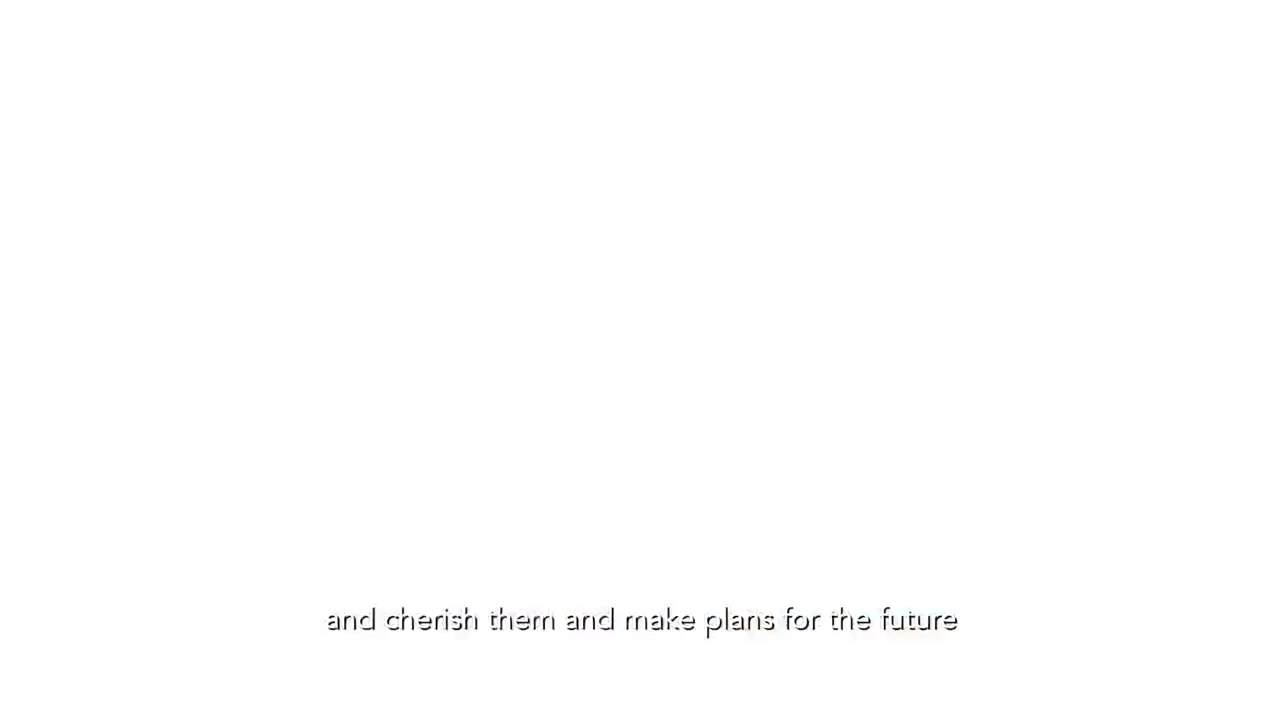 and cherish them and make plans for the future